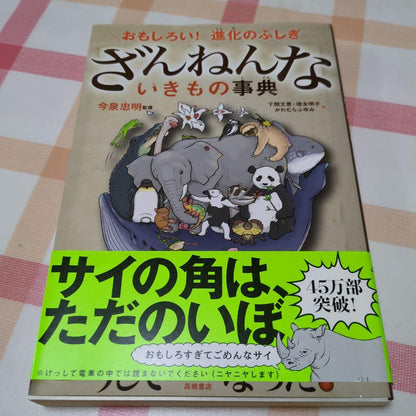 おもしろい! 進化のふしぎ
ざんねんな
いきもの事典
今泉忠明 監修
下間文恵・徳永明子
かわむらふゆみ 絵
サイの角は、
ただのいぼ
45万部
突破!
おもしろすぎてごめんなサイ
※けっして電車の中では読まないでください(ニヤニヤします)
高橋書店